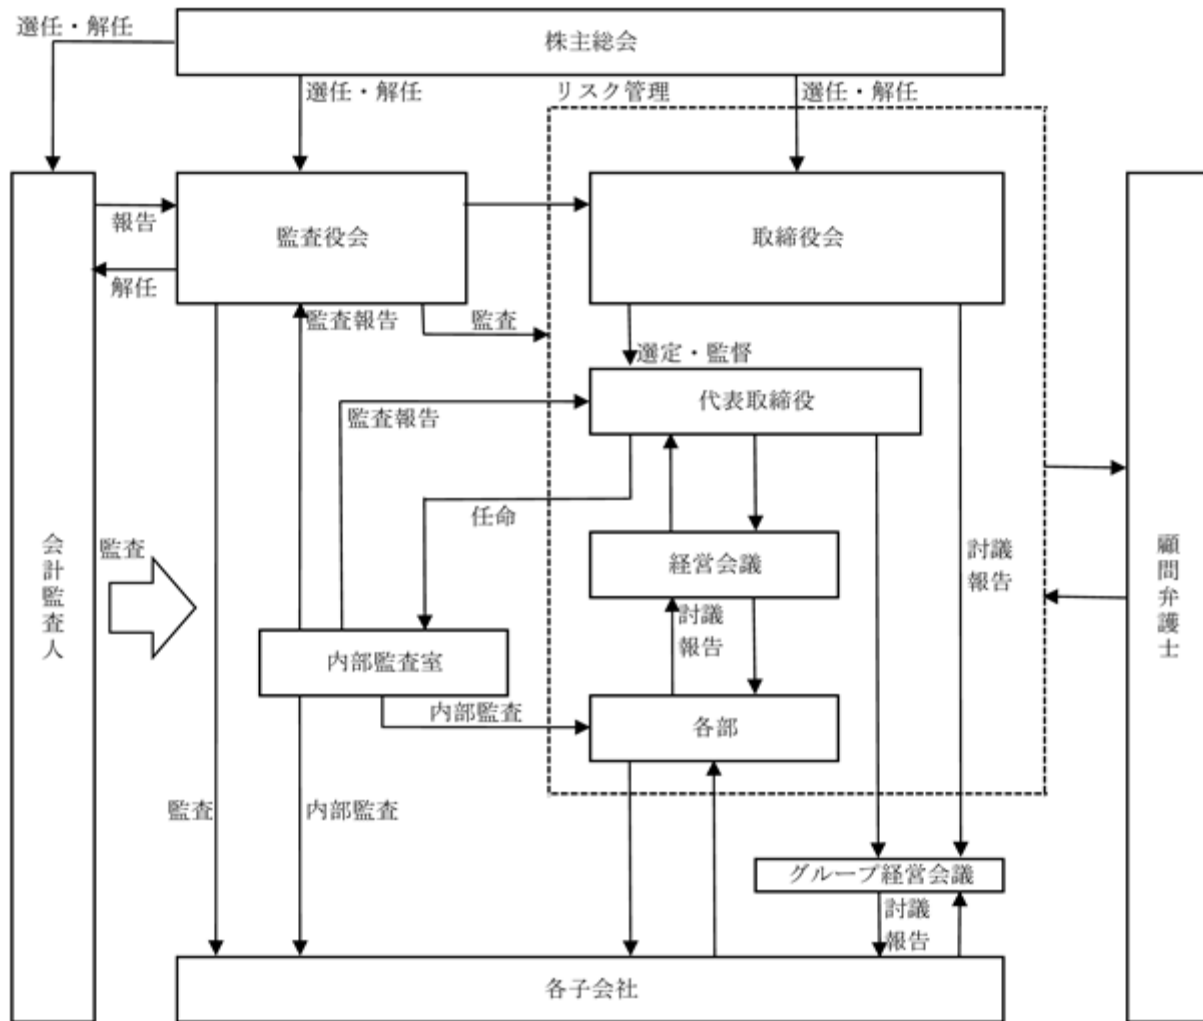 選任・解任
株主総会
選任・解任
リスク管理
選任・解任
報告
監査役会
取締役会
解任
監査報告
監査
選定・監督
代表取締役
監査報告
任命
会計監査人
監査
経営会議
討議
報告
顧問弁護士
討議
報告
内部監査室
内部監査
各部
監査
内部監査
グループ経営会議
討議
報告
各子会社